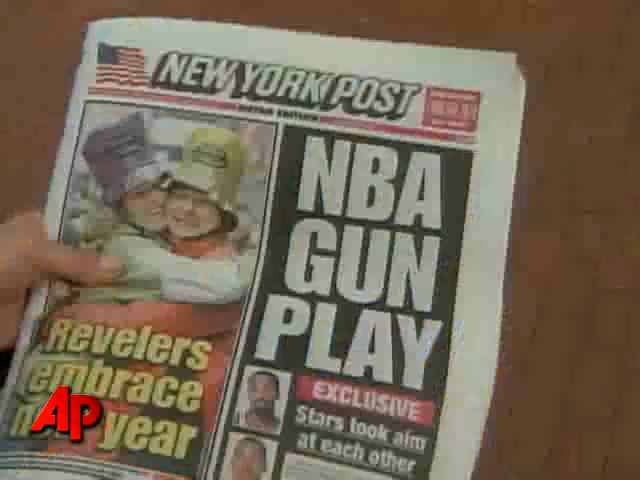 NEW YORK POST
NBA
GUN
PLAY
Revelers
embrace
year
EXCLUSIVE
Stars took aim
at each other
AP